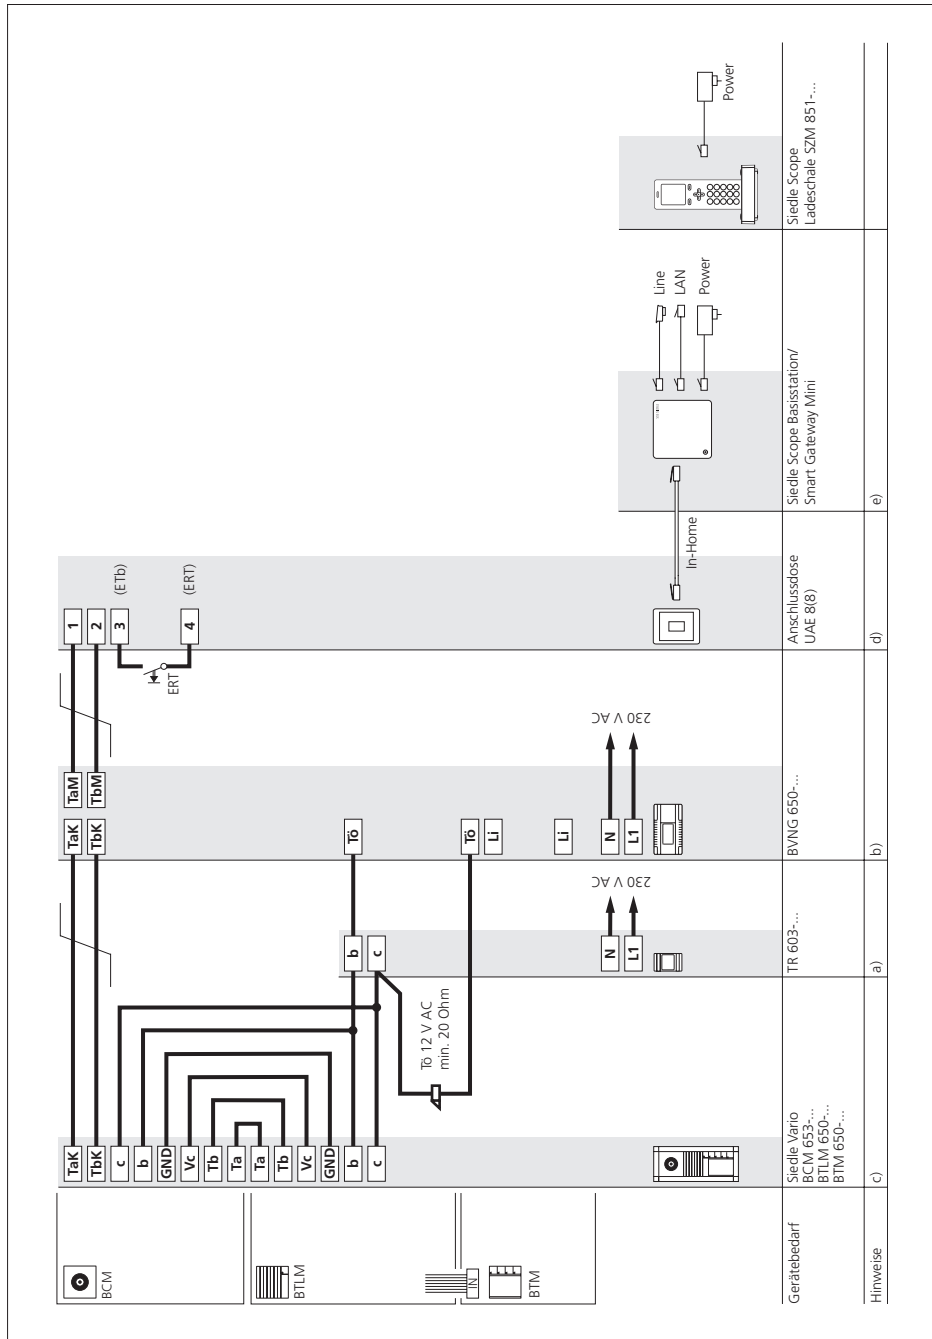 BCM
BTLM
IN
BTM
TaK
TbK
c
b
GND
Vc
Tb
Ta
Ta
Tb
Vc
GND
b
c
Tö 12 V AC
min. 20 Ohm
b
c
N
L1
230 V AC
TaK
TbK
TaM
TbM
Tö
Tö
Li
Li
N
L1
230 V AC
1
2
3
4
(ETb)
(ERT)
ERT
In-Home
Line
LAN
Power
Power
Gerätebedarf
Siedle Vario
BCM 653-...
BTLM 650-...
BTM 650-...
TR 603-...
BVNG 650-...
Anschlussdose
UAE 8(8)
Siedle Scope Basisstation/
Smart Gateway Mini
Siedle Scope
Ladeschale SZM 851-...
Hinweise
c)
a)
b)
d)
e)